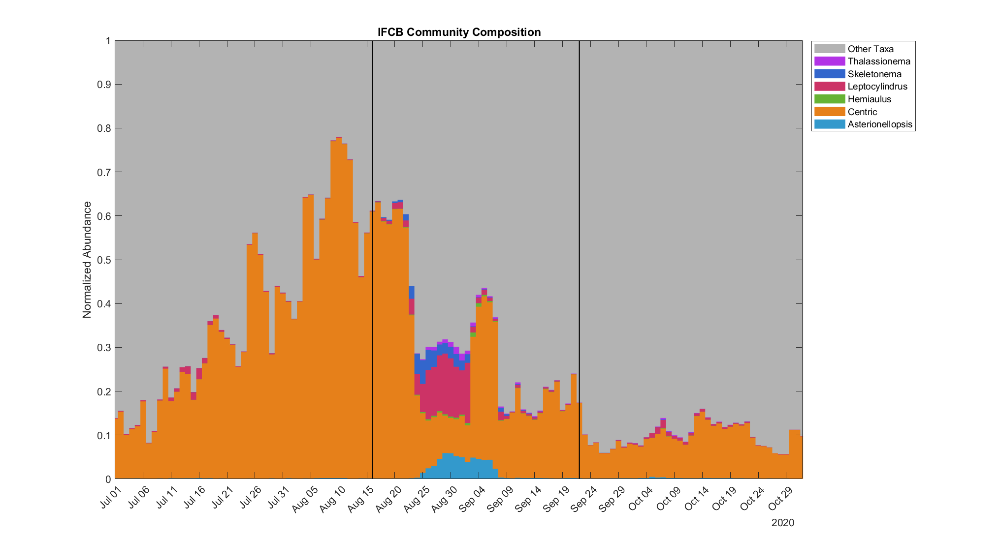 IFCB Community Composition
1
0.9
0.8
0.7
0.6
0.5
0.4
0.3
0.2
0.1
0
Normalized Abundance
Jul 01
Jul 06
Jul 11
Jul 16
Jul 21
Jul 26
Jul 31
Aug 05
Aug 10
Aug 15
Aug 20
Aug 25
Aug 30
Sep 04
Sep 09
Sep 14
Sep 19
Sep 24
Sep 29
Oct 04
Oct 09
Oct 14
Oct 19
Oct 24
Oct 29
2020
Other Taxa
Thalassionema
Skeletonema
Leptocylindrus
Hemiaulus
Centric
Asterionellopsis